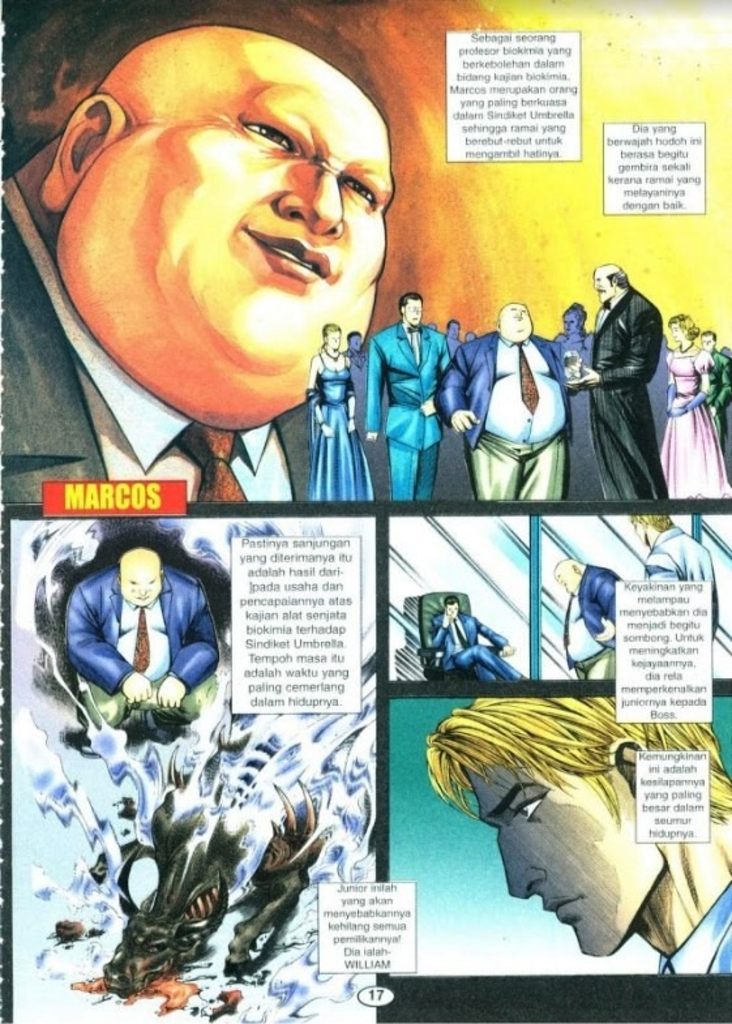 Sebagai seorang
profesor biokimia yang
berkebolehan dalam
bidang kajian biokimia.
Marcos merupakan orang
yang paling berkuasa
dalam Sindiket Umbrella
sehingga ramai yang
berebut-rebut untuk
mengambil hatinya.
Dia yang
berwajah hodoh ini
berasa begitu
gembira sekali
kerana ramai yang
melayaninya
dengan baik.
MARCOS
Pastinya sanjungan
yang diterimanya itu
adalah hasil dari-
]pada usaha dan
pencapaiannya atas
kajian alat senjata
biokimia terhadap
Sindiket Umbrella.
Tempoh masa itu
adalah waktu yang
paling cemerlang
dalam hidupnya.
Keyakinan yang
melampau
menyebabkan dia
menjadi begitu
sombong. Untuk
meningkatkan
kejayaannya,
dia rela
memperkenalkan
juniornya kepada
Boss.
Kemungkinan
ini adalah
kesilapannya
yang paling
besar dalam
seumur
hidupnya.
Junior inilah
yang akan
menyebabkannya
kehilang semua
pemilikannya!
Dia ialah-
WILLIAM
17